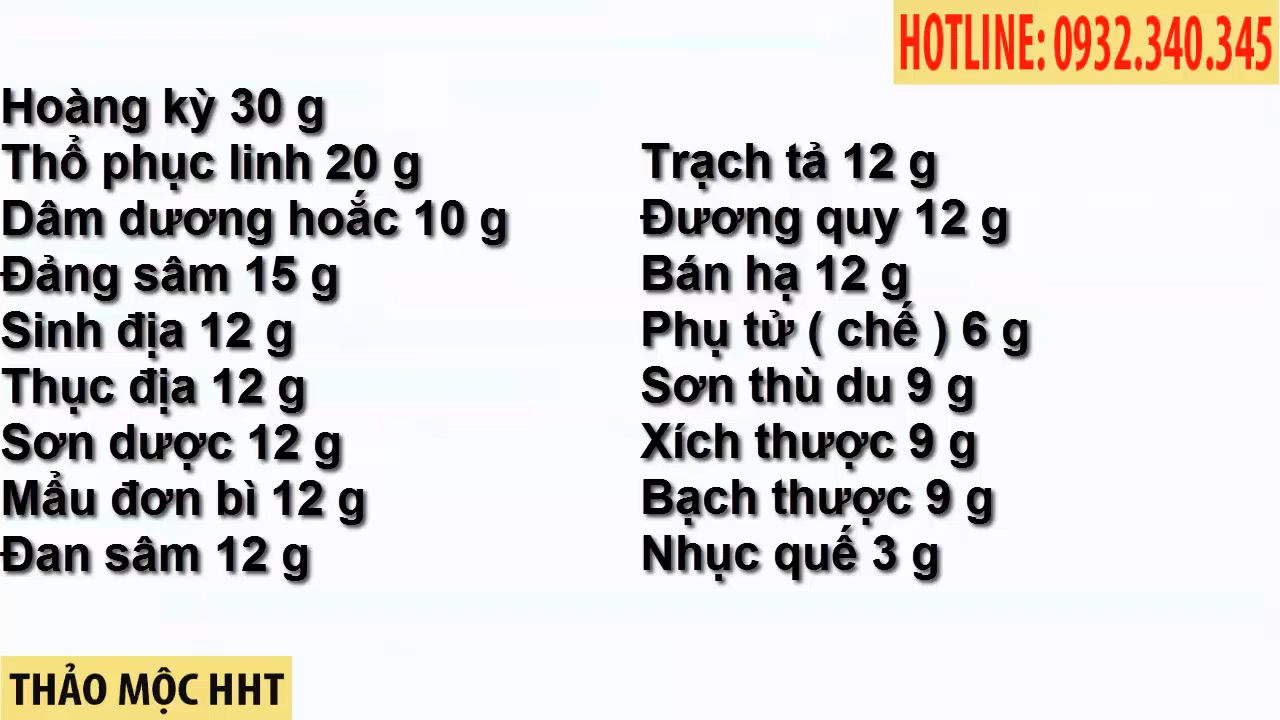 HOTLINE: 0932.340.345
Hoàng kỳ 30 g
Thổ phục linh 20 g
Dâm dương hoắc 10 g
Đảng sâm 15 g
Sinh địa 12 g
Thục địa 12 g
Sơn dược 12 g
Mẩu đơn bì 12 g
Đan sâm 12 g
Trạch tả 12 g
Đương quy 12 g
Bán hạ 12 g
Phụ tử ( chế ) 6 g
Sơn thù du 9 g
Xích thược 9 g
Bạch thược 9 g
Nhục quế 3 g
THẢO MỘC HHT